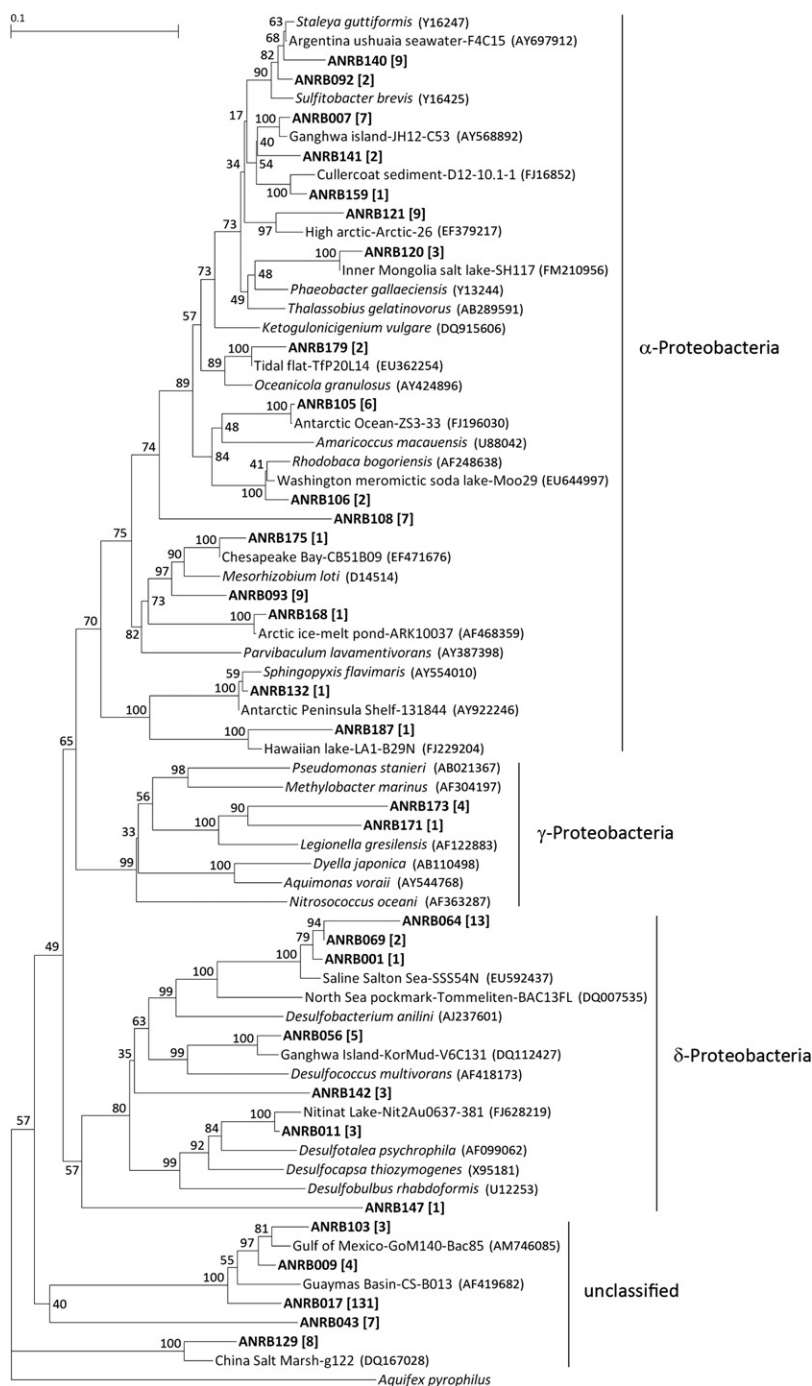 0.1
63
Staleya guttiformis (Y16247)
68
Argentina ushuaia seawater-F4C15 (AY697912)
82
ANRB140 [9]
90
ANRB092 [2]
Sulfitobacter brevis (Y16425)
17
100
ANRB007 [7]
Ganghwa island-JH12-C53 (AY568892)
40
ANRB141 [2]
34
54
Cullercoat sediment-D12-10.1-1 (FJ16852)
100
ANRB159 [1]
ANRB121 [9]
73
97
High arctic-Arctic-26 (EF379217)
100
ANRB120 [3]
Inner Mongolia salt lake-SH117 (FM210956)
73
48
Phaeobacter gallaeciensis (Y13244)
49
Thalassobius gelatinovorus (AB289591)
57
Ketogulonicigenium vulgare (DQ915606)
α-Proteobacteria
100
ANRB179 [2]
89
Tidal flat-TfP20L14 (EU362254)
89
Oceanicola granulosus (AY424896)
100
ANRB105 [6]
Antarctic Ocean-ZS3-33 (FJ196030)
48
Amaricoccus macauensis (U88042)
74
84
41
Rhodobaca bogoriensis (AF248638)
Washington meromictic soda lake-Moo29 (EU644997)
100
ANRB106 [2]
ANRB108 [7]
75
100
ANRB175 [1]
90
Chesapeake Bay-CB51B09 (EF471676)
97
Mesorhizobium loti (D14514)
ANRB093 [9]
73
100
ANRB168 [1]
70
82
Arctic ice-melt pond-ARK10037 (AF468359)
Parvibaculum lavamentivorans (AY387398)
59
Sphingopyxis flavimaris (AY554010)
100
ANRB132 [1]
100
Antarctic Peninsula Shelf-131844 (AY922246)
100
ANRB187 [1]
65
Hawaiian lake-LA1-B29N (FJ229204)
98
Pseudomonas stanieri (AB021367)
Methylobacter marinus (AF304197)
56
90
ANRB173 [4]
100
ANRB171 [1]
γ-Proteobacteria
33
Legionella gresilensis (AF122883)
99
100
Dyella japonica (AB110498)
Aquimonas voraii (AY544768)
Nitrosococcus oceani (AF363287)
94
ANRB064 [13]
79
ANRB069 [2]
49
100
ANRB001 [1]
100
Saline Salton Sea-SSS54N (EU592437)
99
North Sea pockmark-Tommeliten-BAC13FL (DQ007535)
63
Desulfobacterium anilini (AJ237601)
100
ANRB056 [5]
35
99
Ganghwa Island-KorMud-V6C131 (DQ112427)
δ-Proteobacteria
Desulfococcus multivorans (AF418173)
ANRB142 [3]
57
80
100
Nitinat Lake-Nit2Au0637-381 (FJ628219)
84
ANRB011 [3]
92
Desulfotalea psychrophila (AF099062)
57
99
Desulfocapsa thiozymogenes (X95181)
Desulfobulbus rhabdoformis (U12253)
ANRB147 [1]
81
ANRB103 [3]
97
Gulf of Mexico-GoM140-Bac85 (AM746085)
55
ANRB009 [4]
100
Guaymas Basin-CS-B013 (AF419682)
unclassified
40
ANRB017 [131]
ANRB043 [7]
100
ANRB129 [8]
China Salt Marsh-g122 (DQ167028)
Aquifex pyrophilus